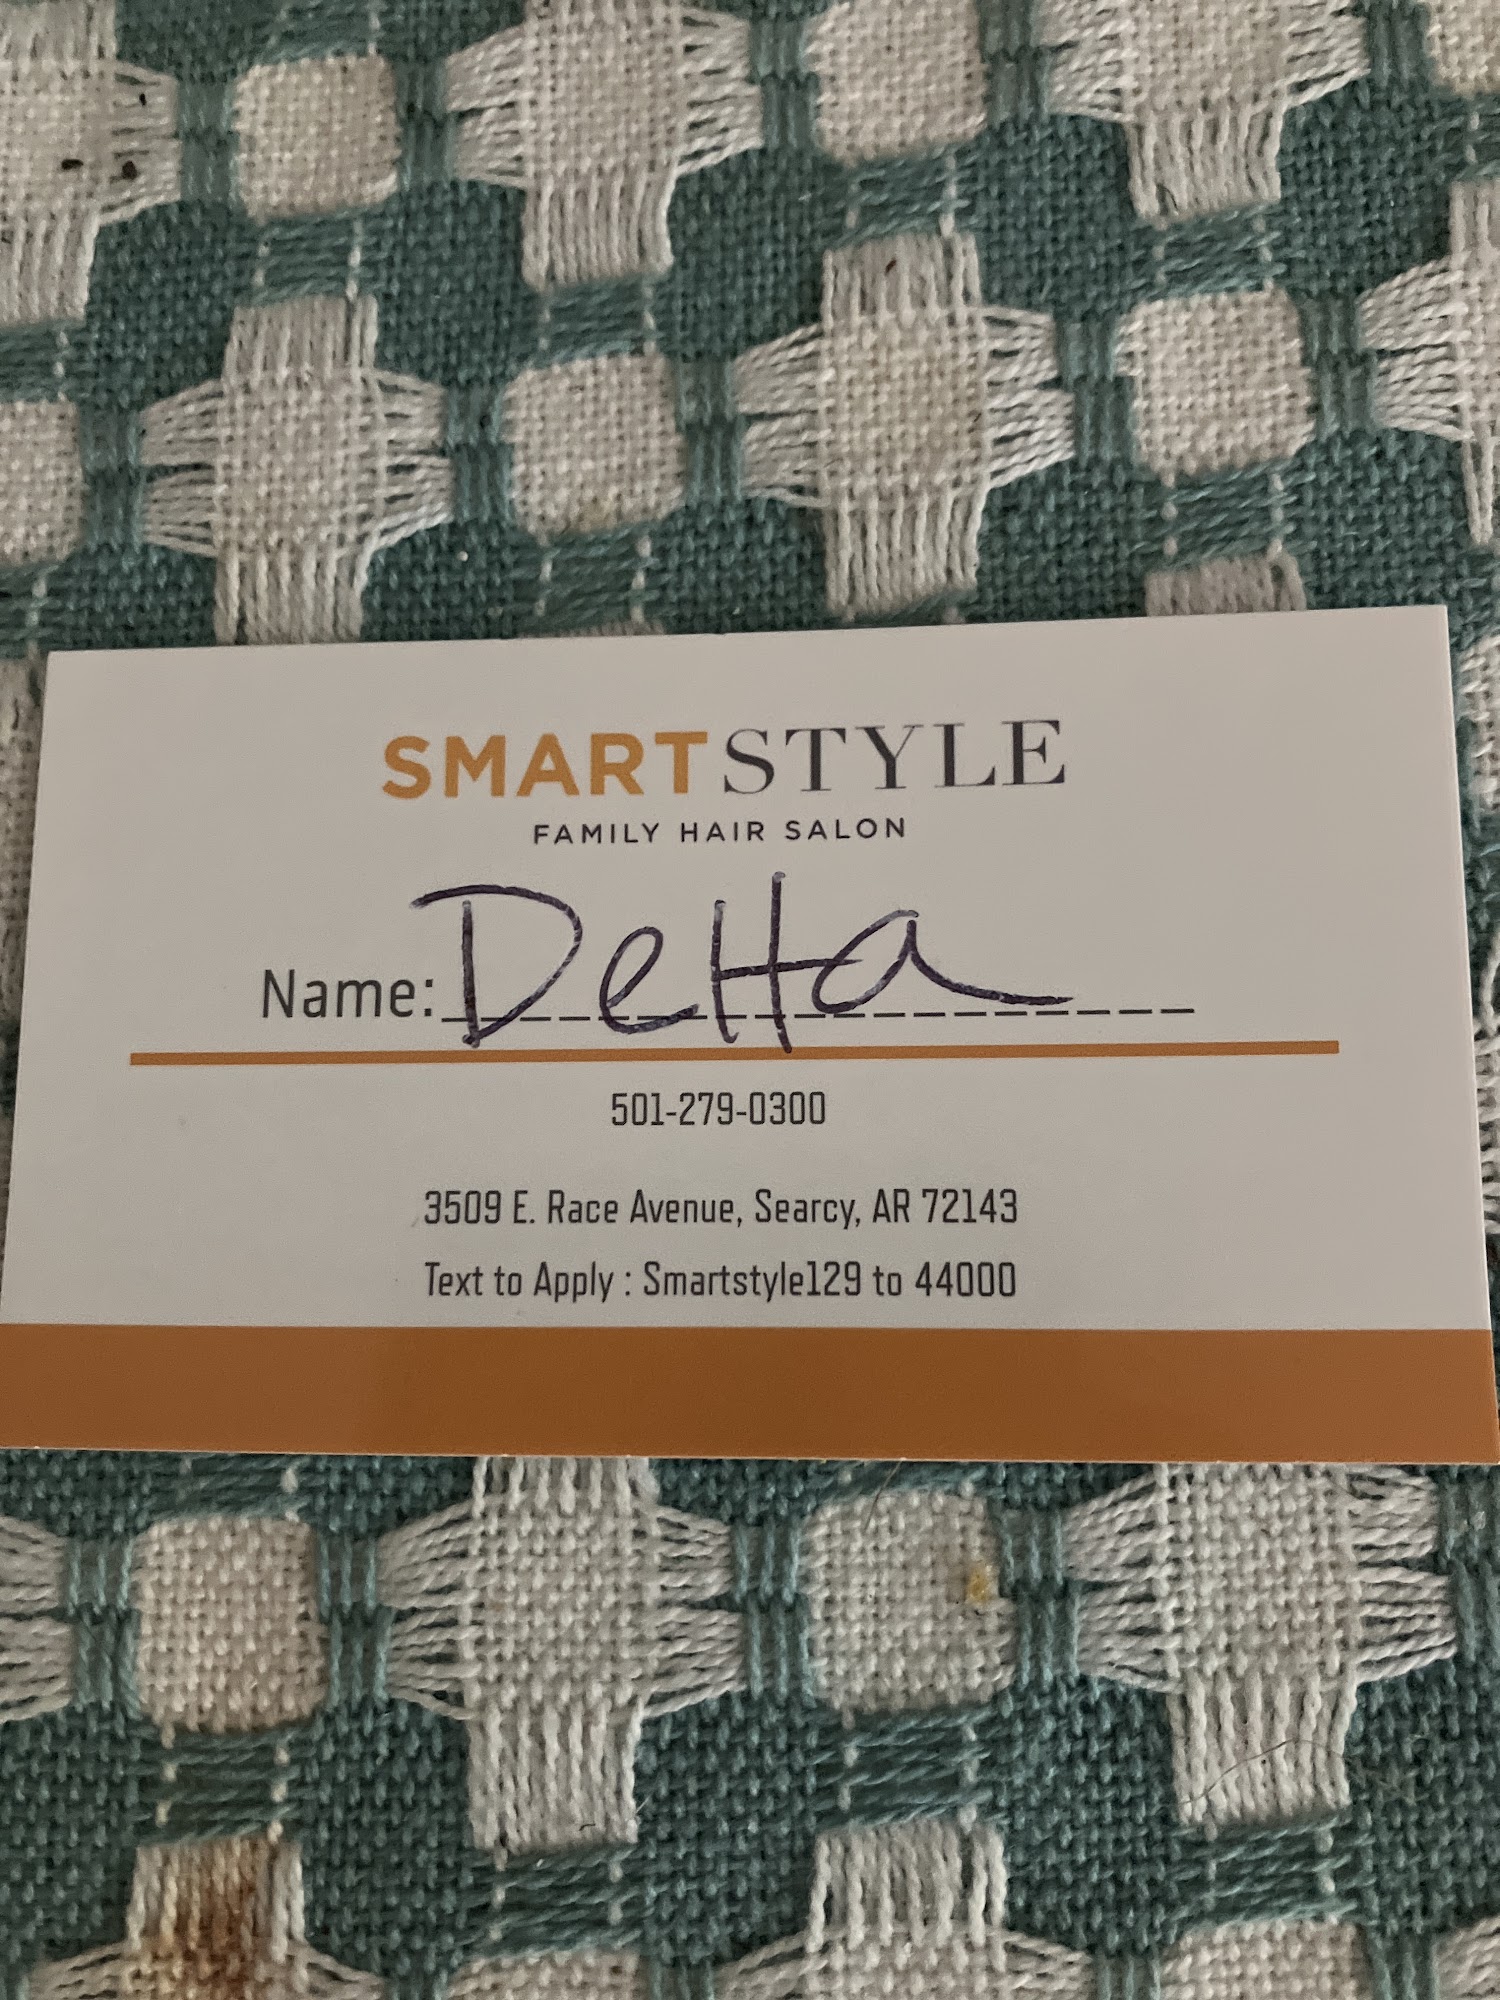 SMARTSTYLE
FAMILY HAIR SALON
Name: Delta
501-279-0300
3509 E. Race Avenue, Searcy, AR 72143
Text to Apply : Smartstyle129 to 44000